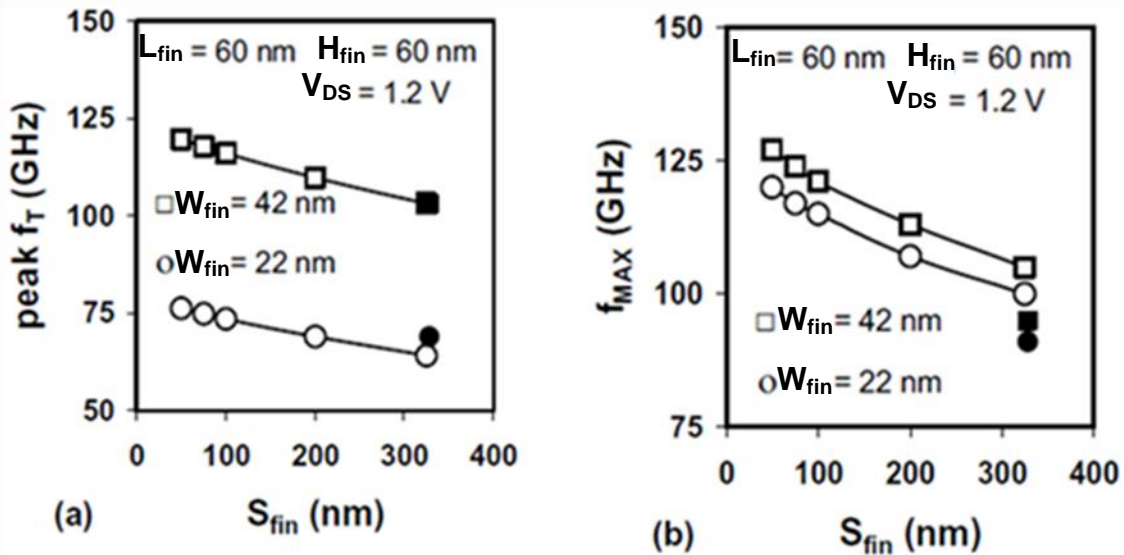 150
125
100
75
50
peak fT (GHz)
Lfin = 60 nm Hfin = 60 nm
VDS = 1.2 V
□Wfin= 42 nm
○Wfin= 22 nm
0 100 200 300 400
(a) Sfin (nm)
150
125
100
75
fMAX (GHz)
Lfin= 60 nm Hfin = 60 nm
VDS = 1.2 V
□Wfin= 42 nm
○Wfin= 22 nm
0 100 200 300 400
(b) Sfin (nm)